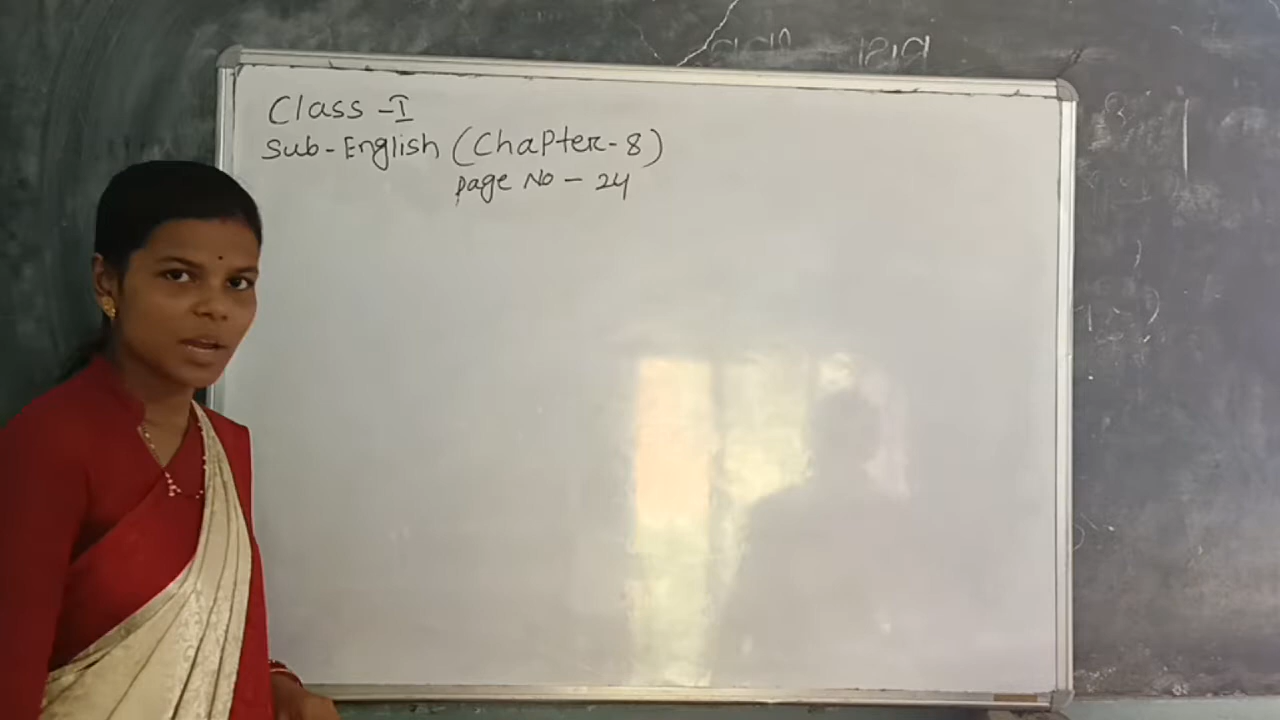 Class - I
Sub - English (Chapter - 8)
Page No - 24